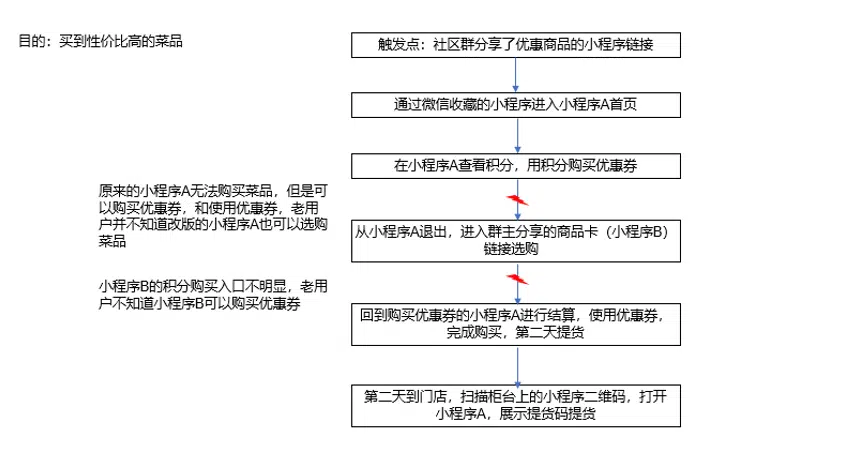 目的：买到性价比高的菜品
触发点：社区群分享了优惠商品的小程序链接
通过微信收藏的小程序进入小程序A首页
在小程序A查看积分，用积分购买优惠券
原来的小程序A无法购买菜品，但是可
以购买优惠券，和使用优惠券，老用
户并不知道改版的小程序A也可以选购
菜品
从小程序A退出，进入群主分享的商品卡（小程序B）
链接选购
小程序B的积分购买入口不明显，老用
户不知道小程序B可以购买优惠券
回到购买优惠券的小程序A进行结算，使用优惠券，
完成购买，第二天提货
第二天到门店，扫描柜台上的小程序二维码，打开
小程序A，展示提货码提货